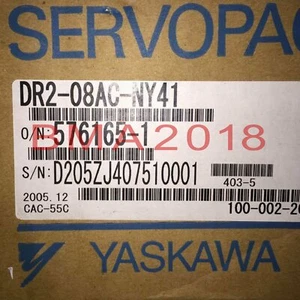 SERVOPAC
DR2-08AC-NY41
O/N 576165-1
BMA2018
S/N: D205ZJ407510001
2005.12
403-5
CAC-55C
100-002-20
YASKAWA